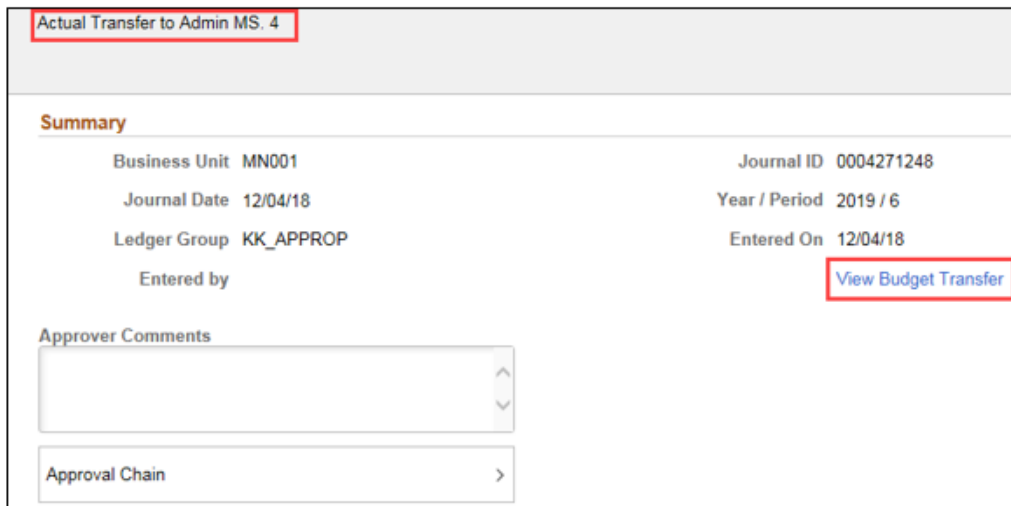 Actual Transfer to Admin MS. 4
Summary
Business Unit MN001 Journal ID 0004271248
Journal Date 12/04/18 Year / Period 2019 / 6
Ledger Group KK_APPROP Entered On 12/04/18
Entered by View Budget Transfer
Approver Comments
Approval Chain